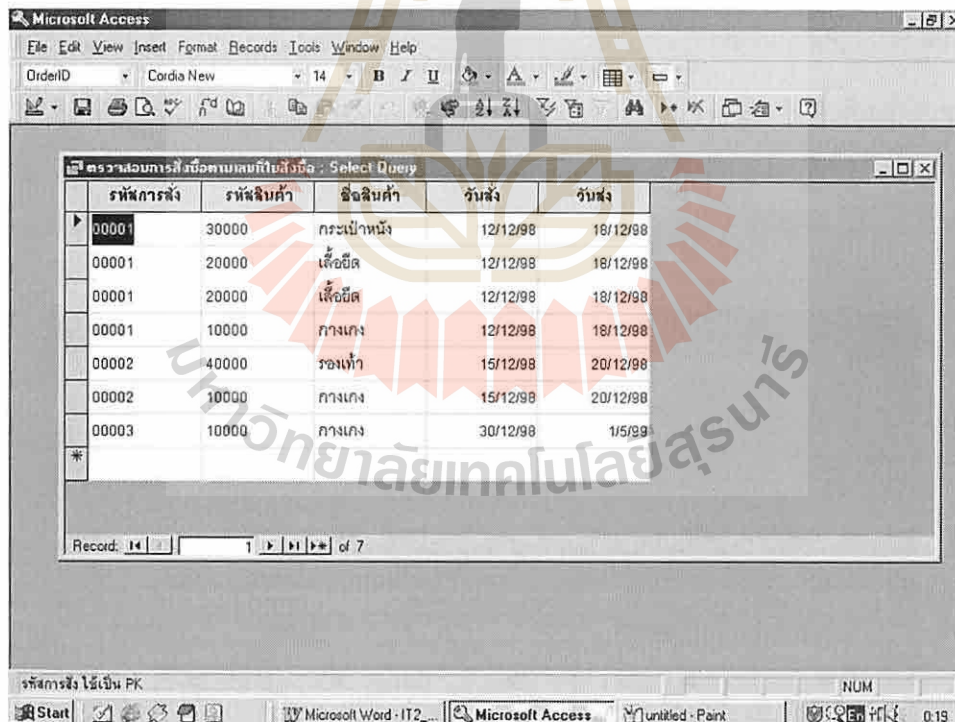 Microsoft Access
File Edit View Insert Format Records Tools Window Help
OrderID Cordia New 14 B I U
ตรวจสอบการสั่งซื้อตามเลขที่ใบสั่งซื้อ : Select Query
รหัสการสั่ง รหัสสินค้า ชื่อสินค้า วันสั่ง วันส่ง
00001 30000 กระเป๋าหนัง 12/12/98 18/12/98
00001 20000 เสื้อยืด 12/12/98 18/12/98
00001 20000 เสื้อยืด 12/12/98 18/12/98
00001 10000 กางเกง 12/12/98 18/12/98
00002 40000 รองเท้า 15/12/98 20/12/98
00002 10000 กางเกง 15/12/98 20/12/98
00003 10000 กางเกง 30/12/98 1/5/99
มหาวิทยาลัยเทคโนโลยีสุรนารี
Record: 1 of 7
รหัสการสั่ง ใช้เป็น PK NUM
Start Microsoft Word - IT2_... Microsoft Access untitled - Paint En 0:19